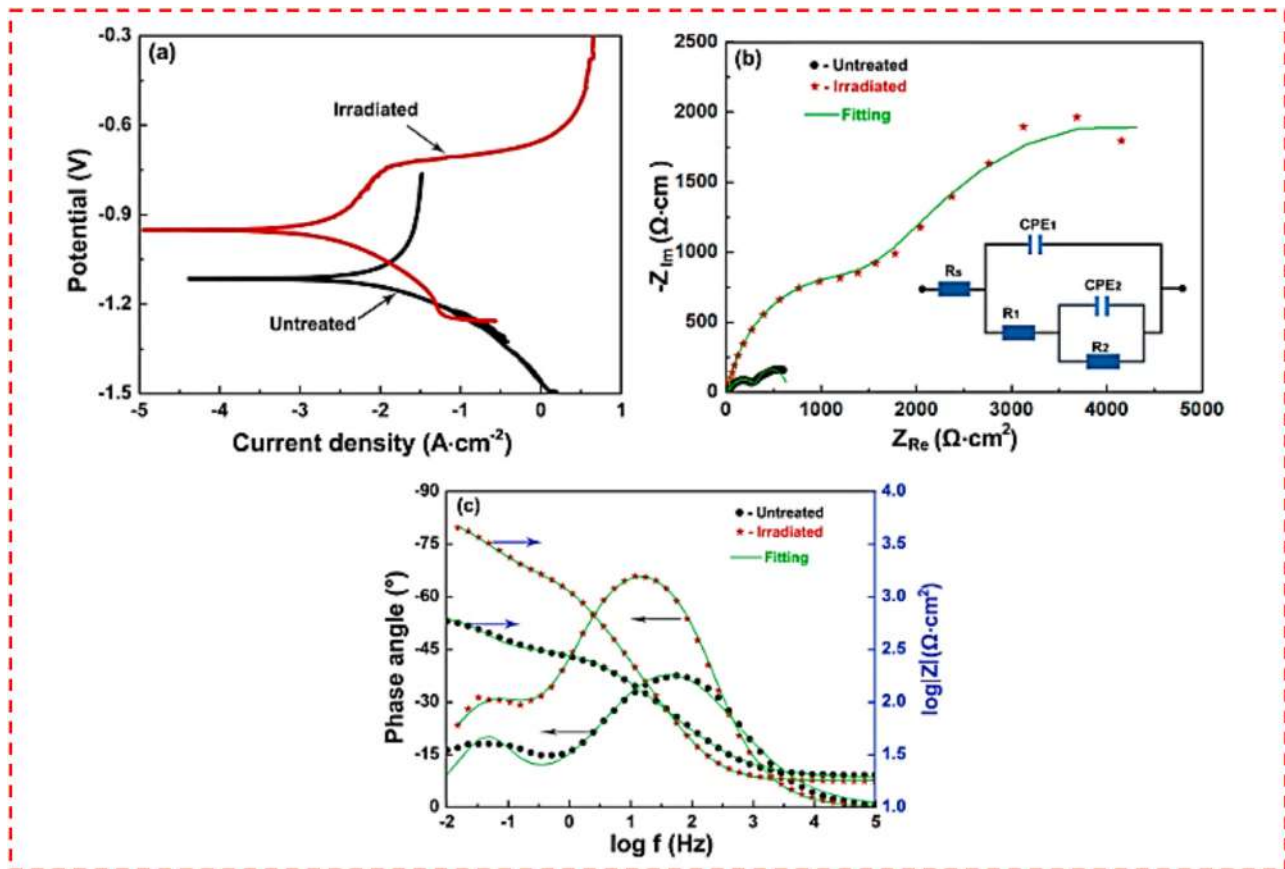 (a)
-0.3
-0.6
-0.9
-1.2
-1.5
Potential (V)
Irradiated
Untreated
-5
-4
-3
-2
-1
0
1
Current density (A·cm⁻²)
(b)
2500
2000
1500
1000
500
0
-Z_Im (Ω·cm)
- Untreated
- Irradiated
Fitting
CPE₁
Rs
CPE₂
R₁
R₂
0
1000
2000
3000
4000
5000
Z_Re (Ω·cm²)
(c)
-90
-75
-60
-45
-30
-15
0
Phase angle (°)
- Untreated
- Irradiated
Fitting
4.0
3.5
3.0
2.5
2.0
1.5
1.0
log|Z|(Ω·cm²)
-2
-1
0
1
2
3
4
5
log f (Hz)